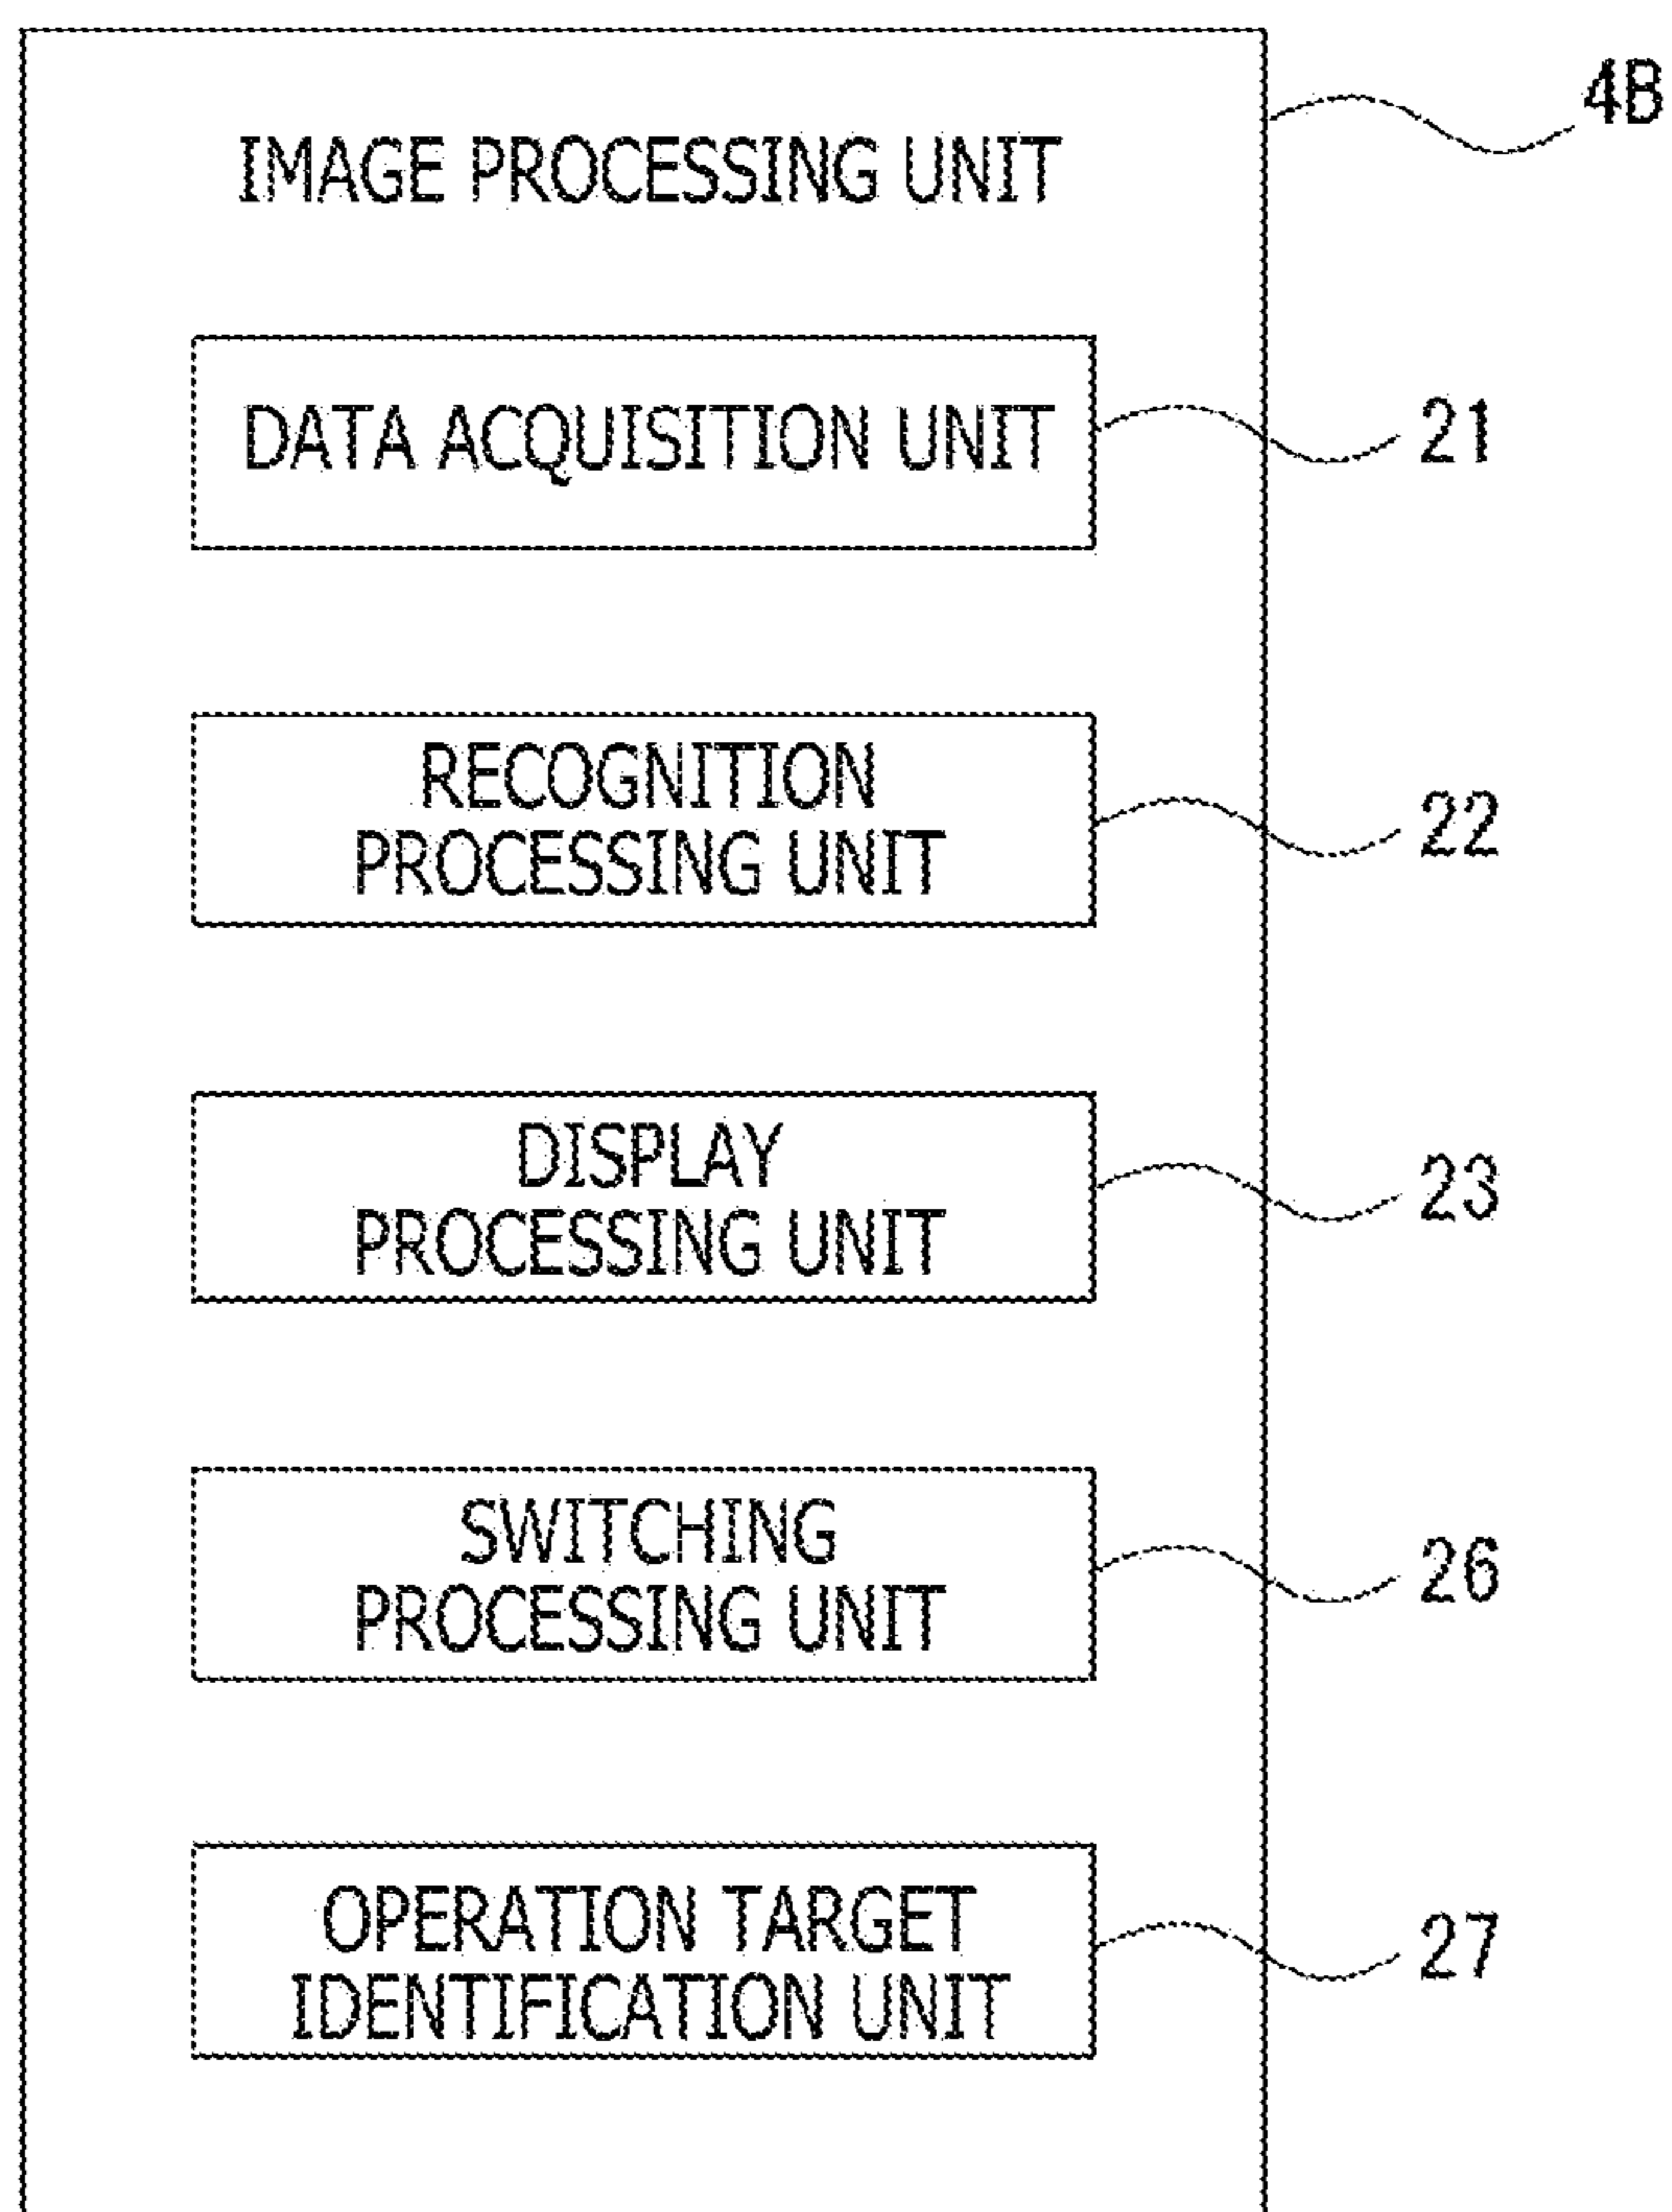 4B
IMAGE PROCESSING UNIT
DATA ACQUISITION UNIT
21
RECOGNITION
PROCESSING UNIT
22
DISPLAY
PROCESSING UNIT
23
SWITCHING
PROCESSING UNIT
26
OPERATION TARGET
IDENTIFICATION UNIT
27